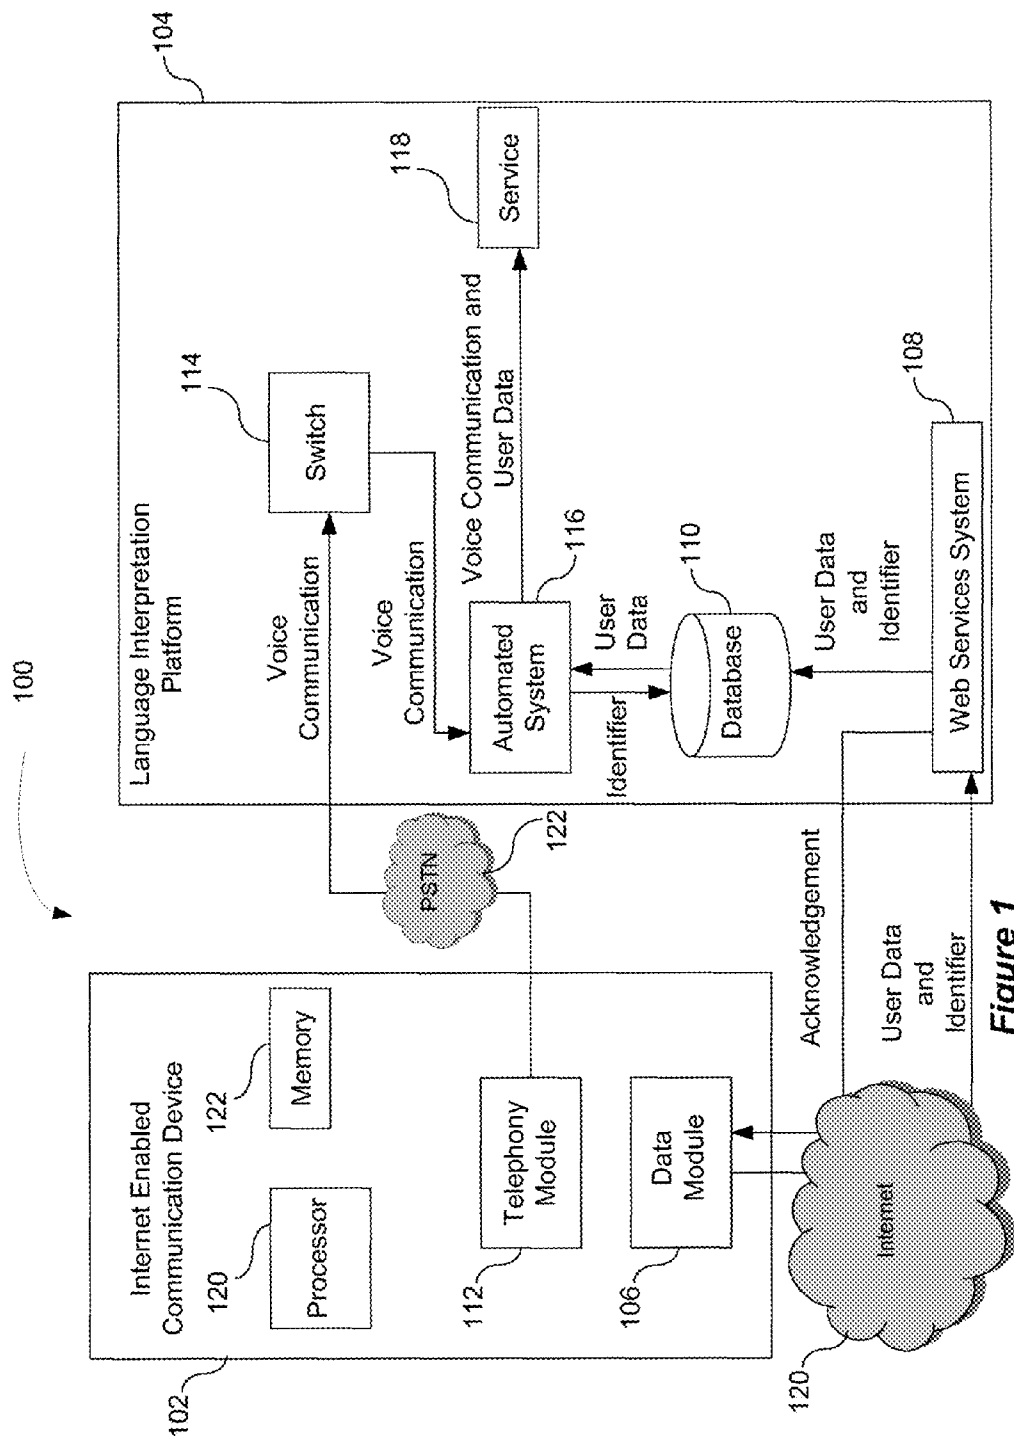 100
104
Language Interpretation
Platform
114
Switch
Voice
Communication
Voice
Communication
118
Service
Voice Communication and
User Data
116
Automated
System
User
Data
Identifier
110
Database
User Data
and
Identifier
108
Web Services System
PSTN
122
Internet Enabled
Communication Device
102
120
Processor
122
Memory
112
Telephony
Module
106
Data
Module
120
Internet
Acknowledgement
User Data
and
Identifier
Figure 1